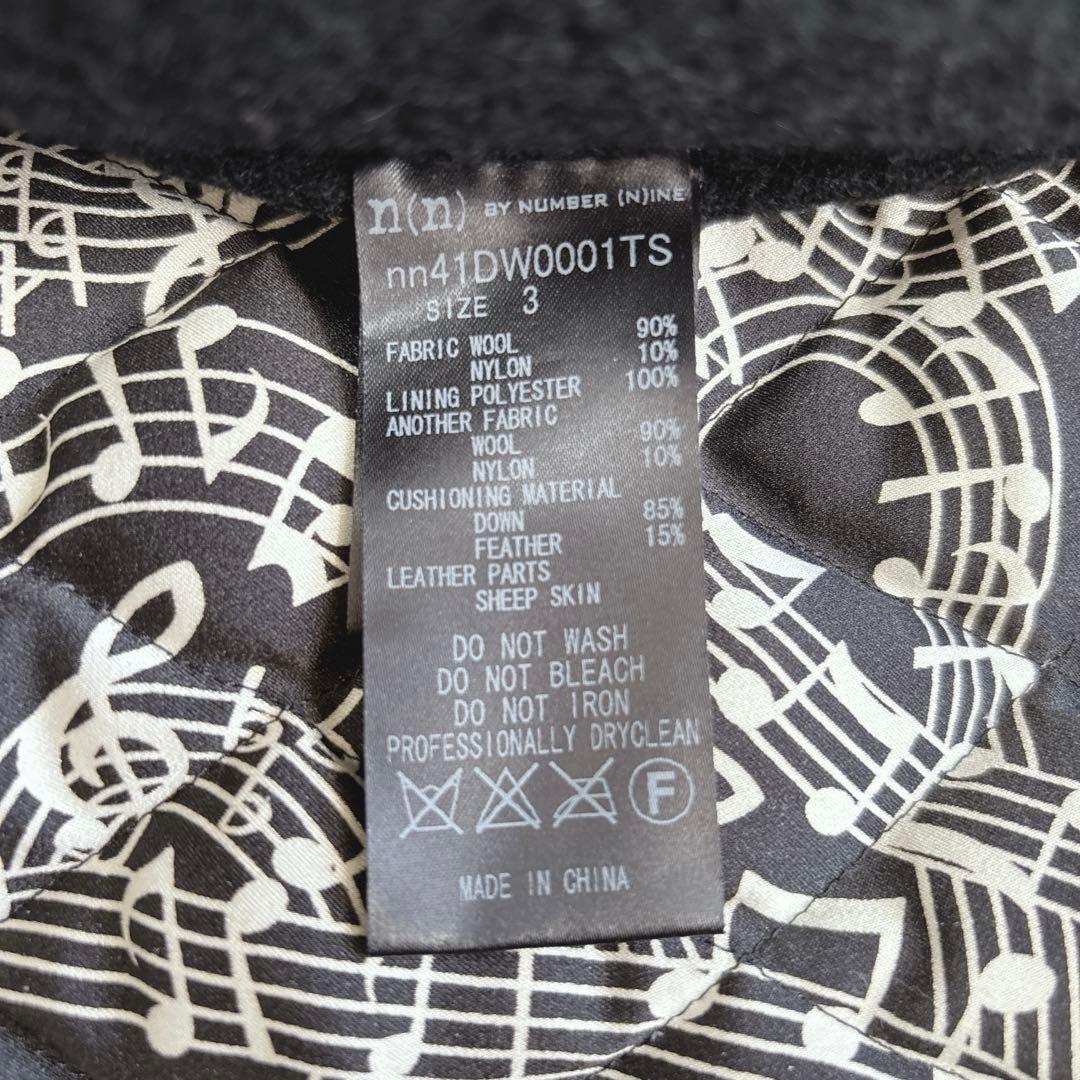 n(n) BY NUMBER (N)INE
nn41DW0001TS
SIZE 3
FABRIC WOOL 90%
NYLON 10%
LINING POLYESTER 100%
ANOTHER FABRIC
WOOL 90%
NYLON 10%
CUSHIONING MATERIAL
DOWN 85%
FEATHER 15%
LEATHER PARTS
SHEEP SKIN
DO NOT WASH
DO NOT BLEACH
DO NOT IRON
PROFESSIONALLY DRYCLEAN
F
MADE IN CHINA